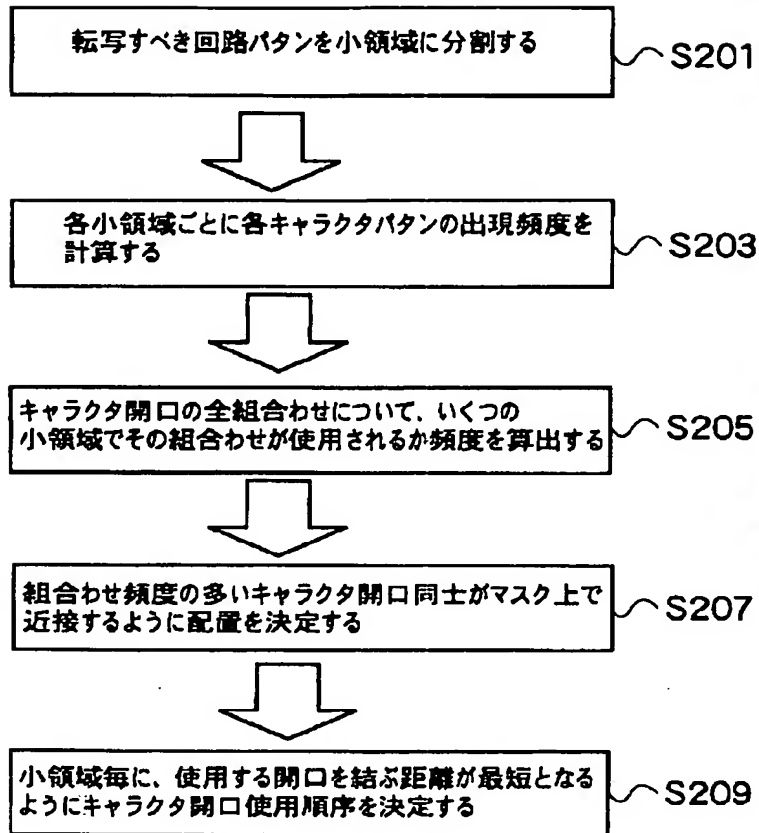 転写すべき回路パタンを小領域に分割する
S201
各小領域ごとに各キャラクタパタンの出現頻度を
計算する
S203
キャラクタ開口の全組合わせについて、いくつの
小領域でその組合わせが使用されるか頻度を算出する
S205
組合わせ頻度の多いキャラクタ開口同士がマスク上で
近接するように配置を決定する
S207
小領域毎に、使用する開口を結ぶ距離が最短となる
ようにキャラクタ開口使用順序を決定する
S209